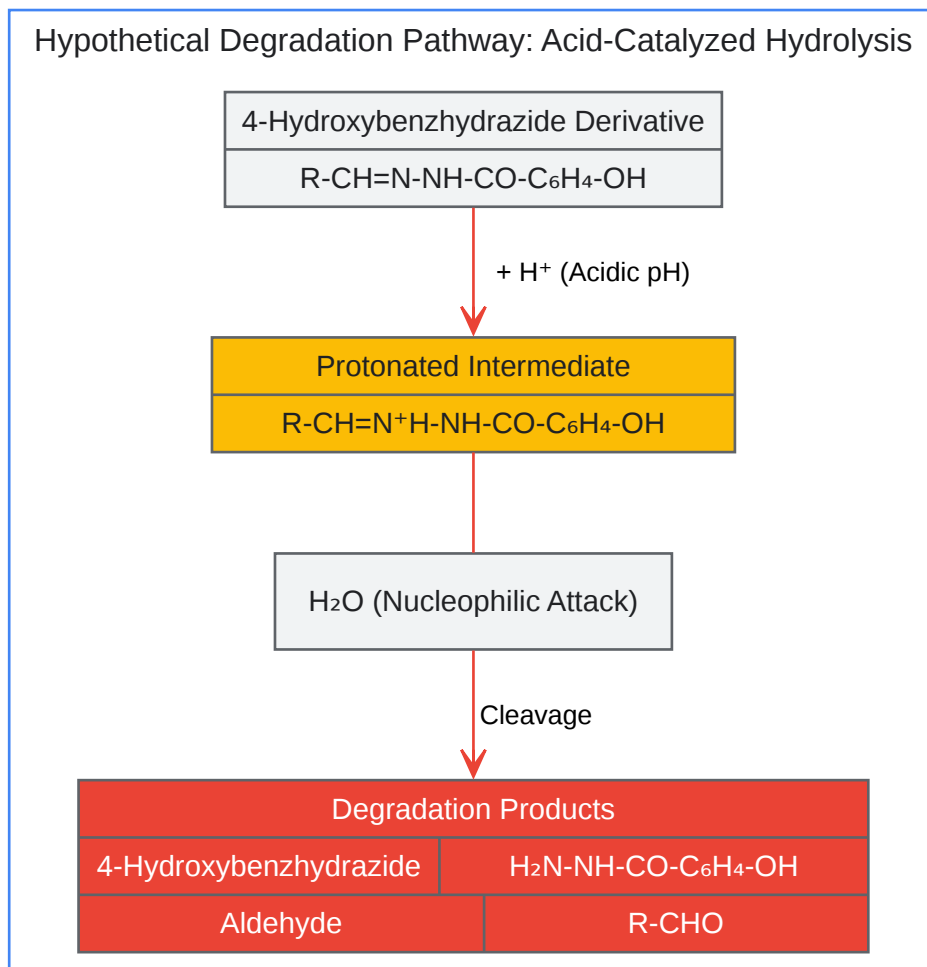 Hypothetical Degradation Pathway: Acid-Catalyzed Hydrolysis
4-Hydroxybenzhydrazide Derivative
R-CH=N-NH-CO-C₆H₄-OH
+ H⁺ (Acidic pH)
Protonated Intermediate
R-CH=N⁺H-NH-CO-C₆H₄-OH
H₂O (Nucleophilic Attack)
Cleavage
Degradation Products
4-Hydroxybenzhydrazide H₂N-NH-CO-C₆H₄-OH
Aldehyde R-CHO